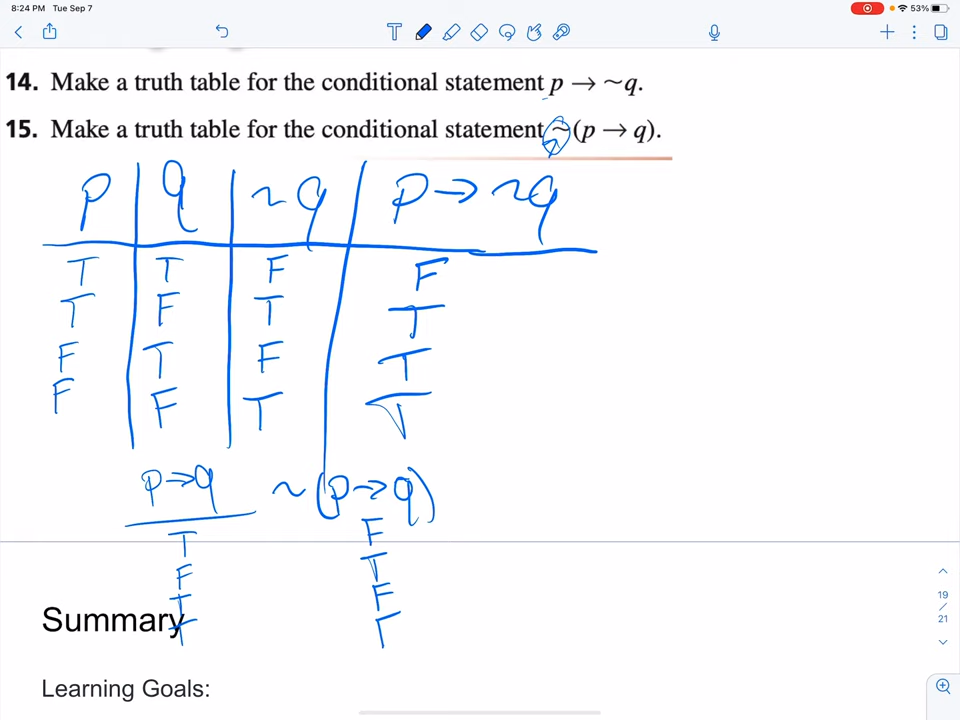 8:24 PM Tue Sep 7 53%
14. Make a truth table for the conditional statement p → ~q.
15. Make a truth table for the conditional statement ~(p → q).
p q ~q p → ~q
T T F F
T F T T
F T F T
F F T T
p → q ~(p → q)
T F
F T
T F
T F
19
/
21
Summary
Learning Goals: